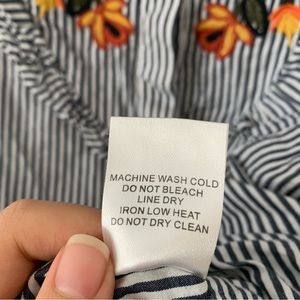 MACHINE WASH COLD
DO NOT BLEACH
LINE DRY
IRON LOW HEAT
DO NOT DRY CLEAN